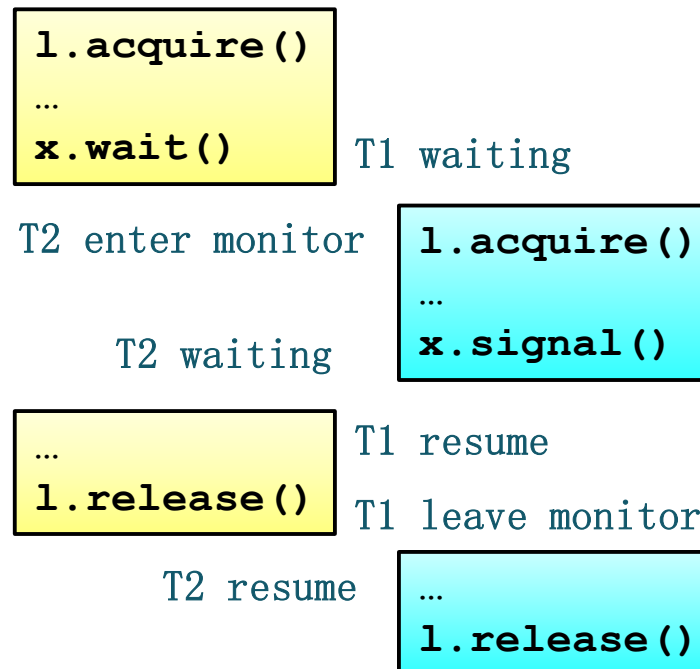 l.acquire()
…
x.wait()
T1 waiting
T2 enter monitor
l.acquire()
…
x.signal()
T2 waiting
…
l.release()
T1 resume
T1 leave monitor
T2 resume
…
l.release()